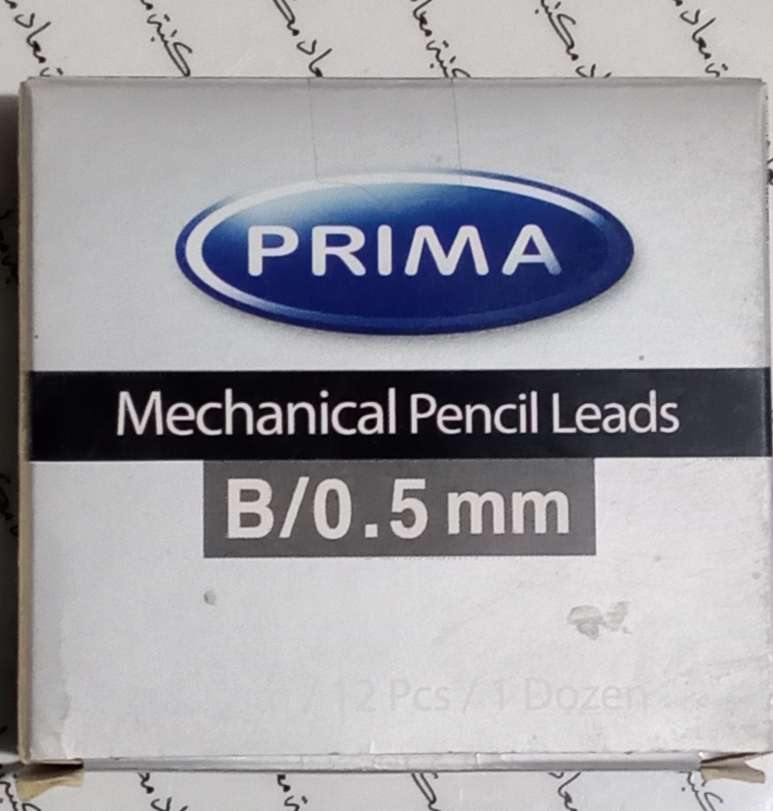 PRIMA
Mechanical Pencil Leads
B/0.5 mm
/ 12 Pcs / 1 Dozen